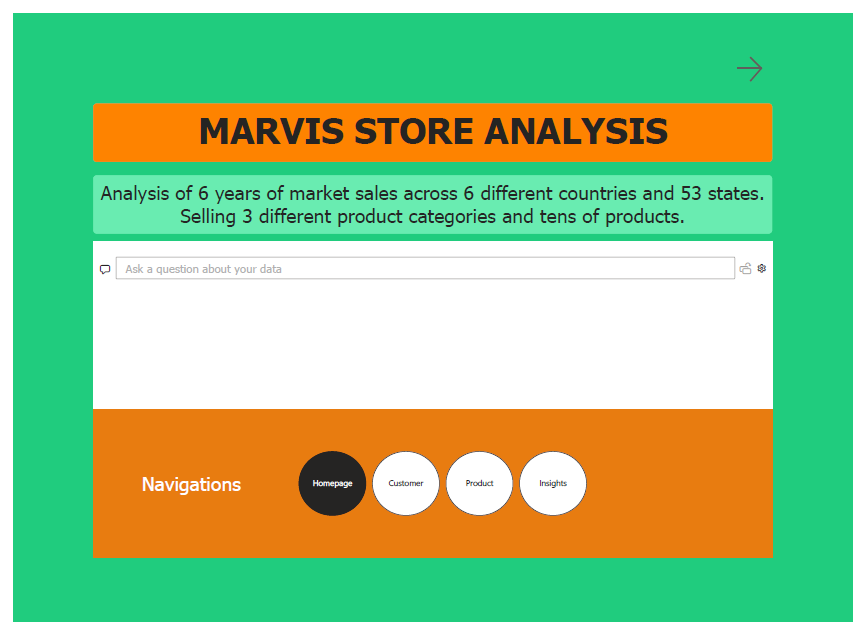 MARVIS STORE ANALYSIS
Analysis of 6 years of market sales across 6 different countries and 53 states.
Selling 3 different product categories and tens of products.
Ask a question about your data
Navigations
Homepage
Customer
Product
Insights